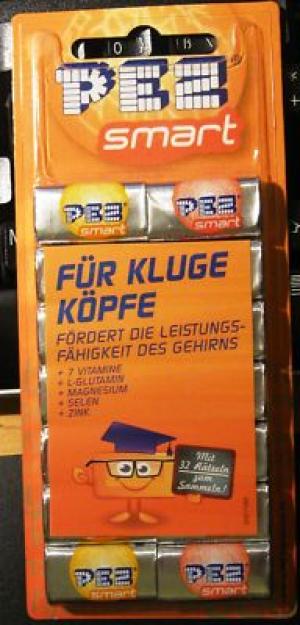 PEZ®
smart
PEZ
smart
PEZ
smart
FÜR KLUGE
KÖPFE
FÖRDERT DIE LEISTUNGS-
FÄHIGKEIT DES GEHIRNS
+ 7 VITAMINE
+ L-GLUTAMIN
+ MAGNESIUM
+ SELEN
+ ZINK
Mit
32 Rätseln
zum
Sammeln!
PEZ
smart
PEZ
smart